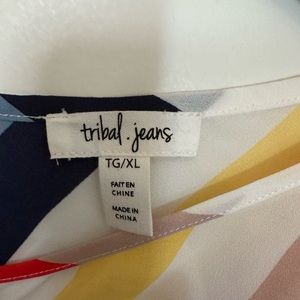 tribal.jeans
TG/XL
FAIT EN
CHINE
MADE IN
CHINA